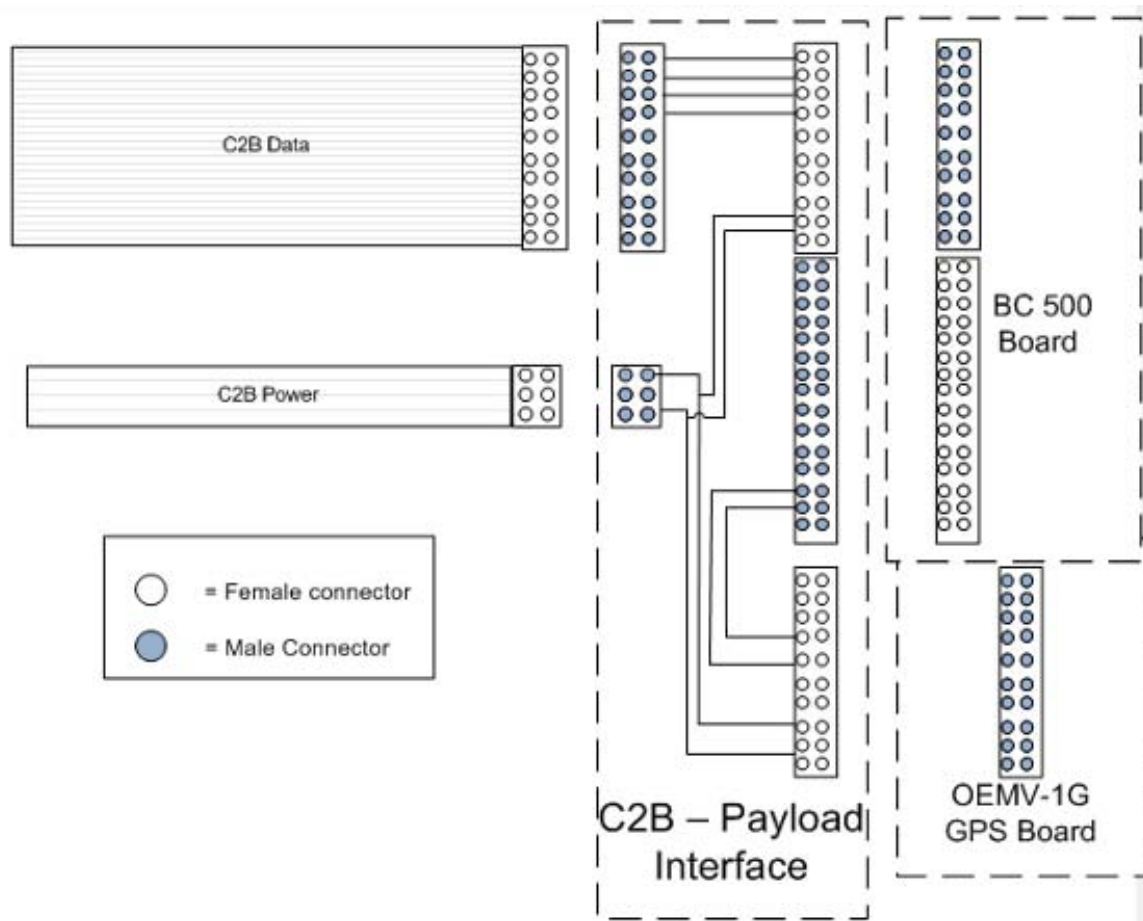 C2B Data
C2B Power
= Female connector
= Male Connector
C2B – Payload
Interface
BC 500
Board
OEMV-1G
GPS Board